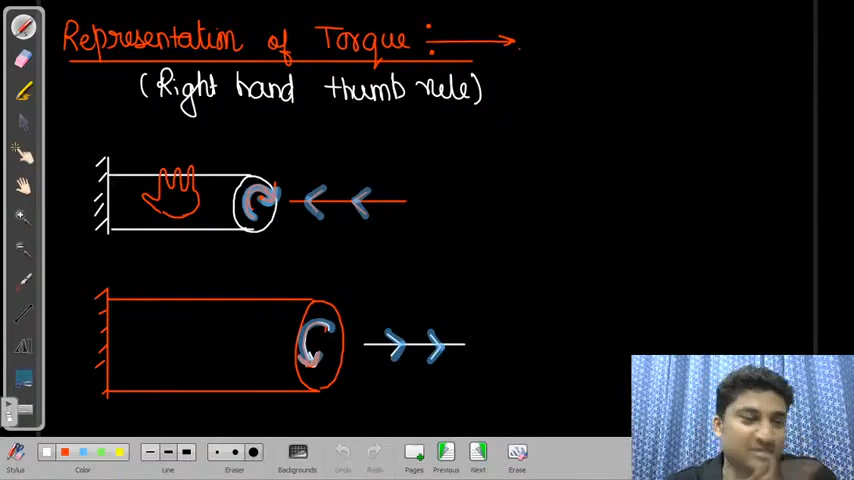 Representation of Torque :
(Right hand thumb rule)
Stylus
Color
Line
Eraser
Backgrounds
Undo
Redo
Pages
Previous
Next
Erase